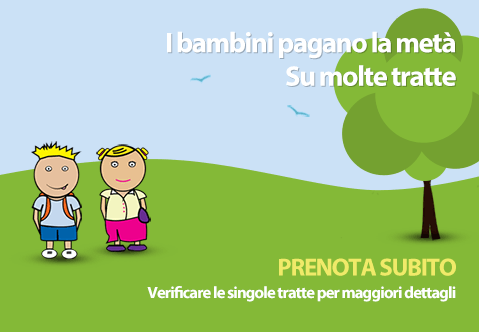 I bambini pagano la metà
Su molte tratte
PRENOTA SUBITO
Verificare le singole tratte per maggiori dettagli